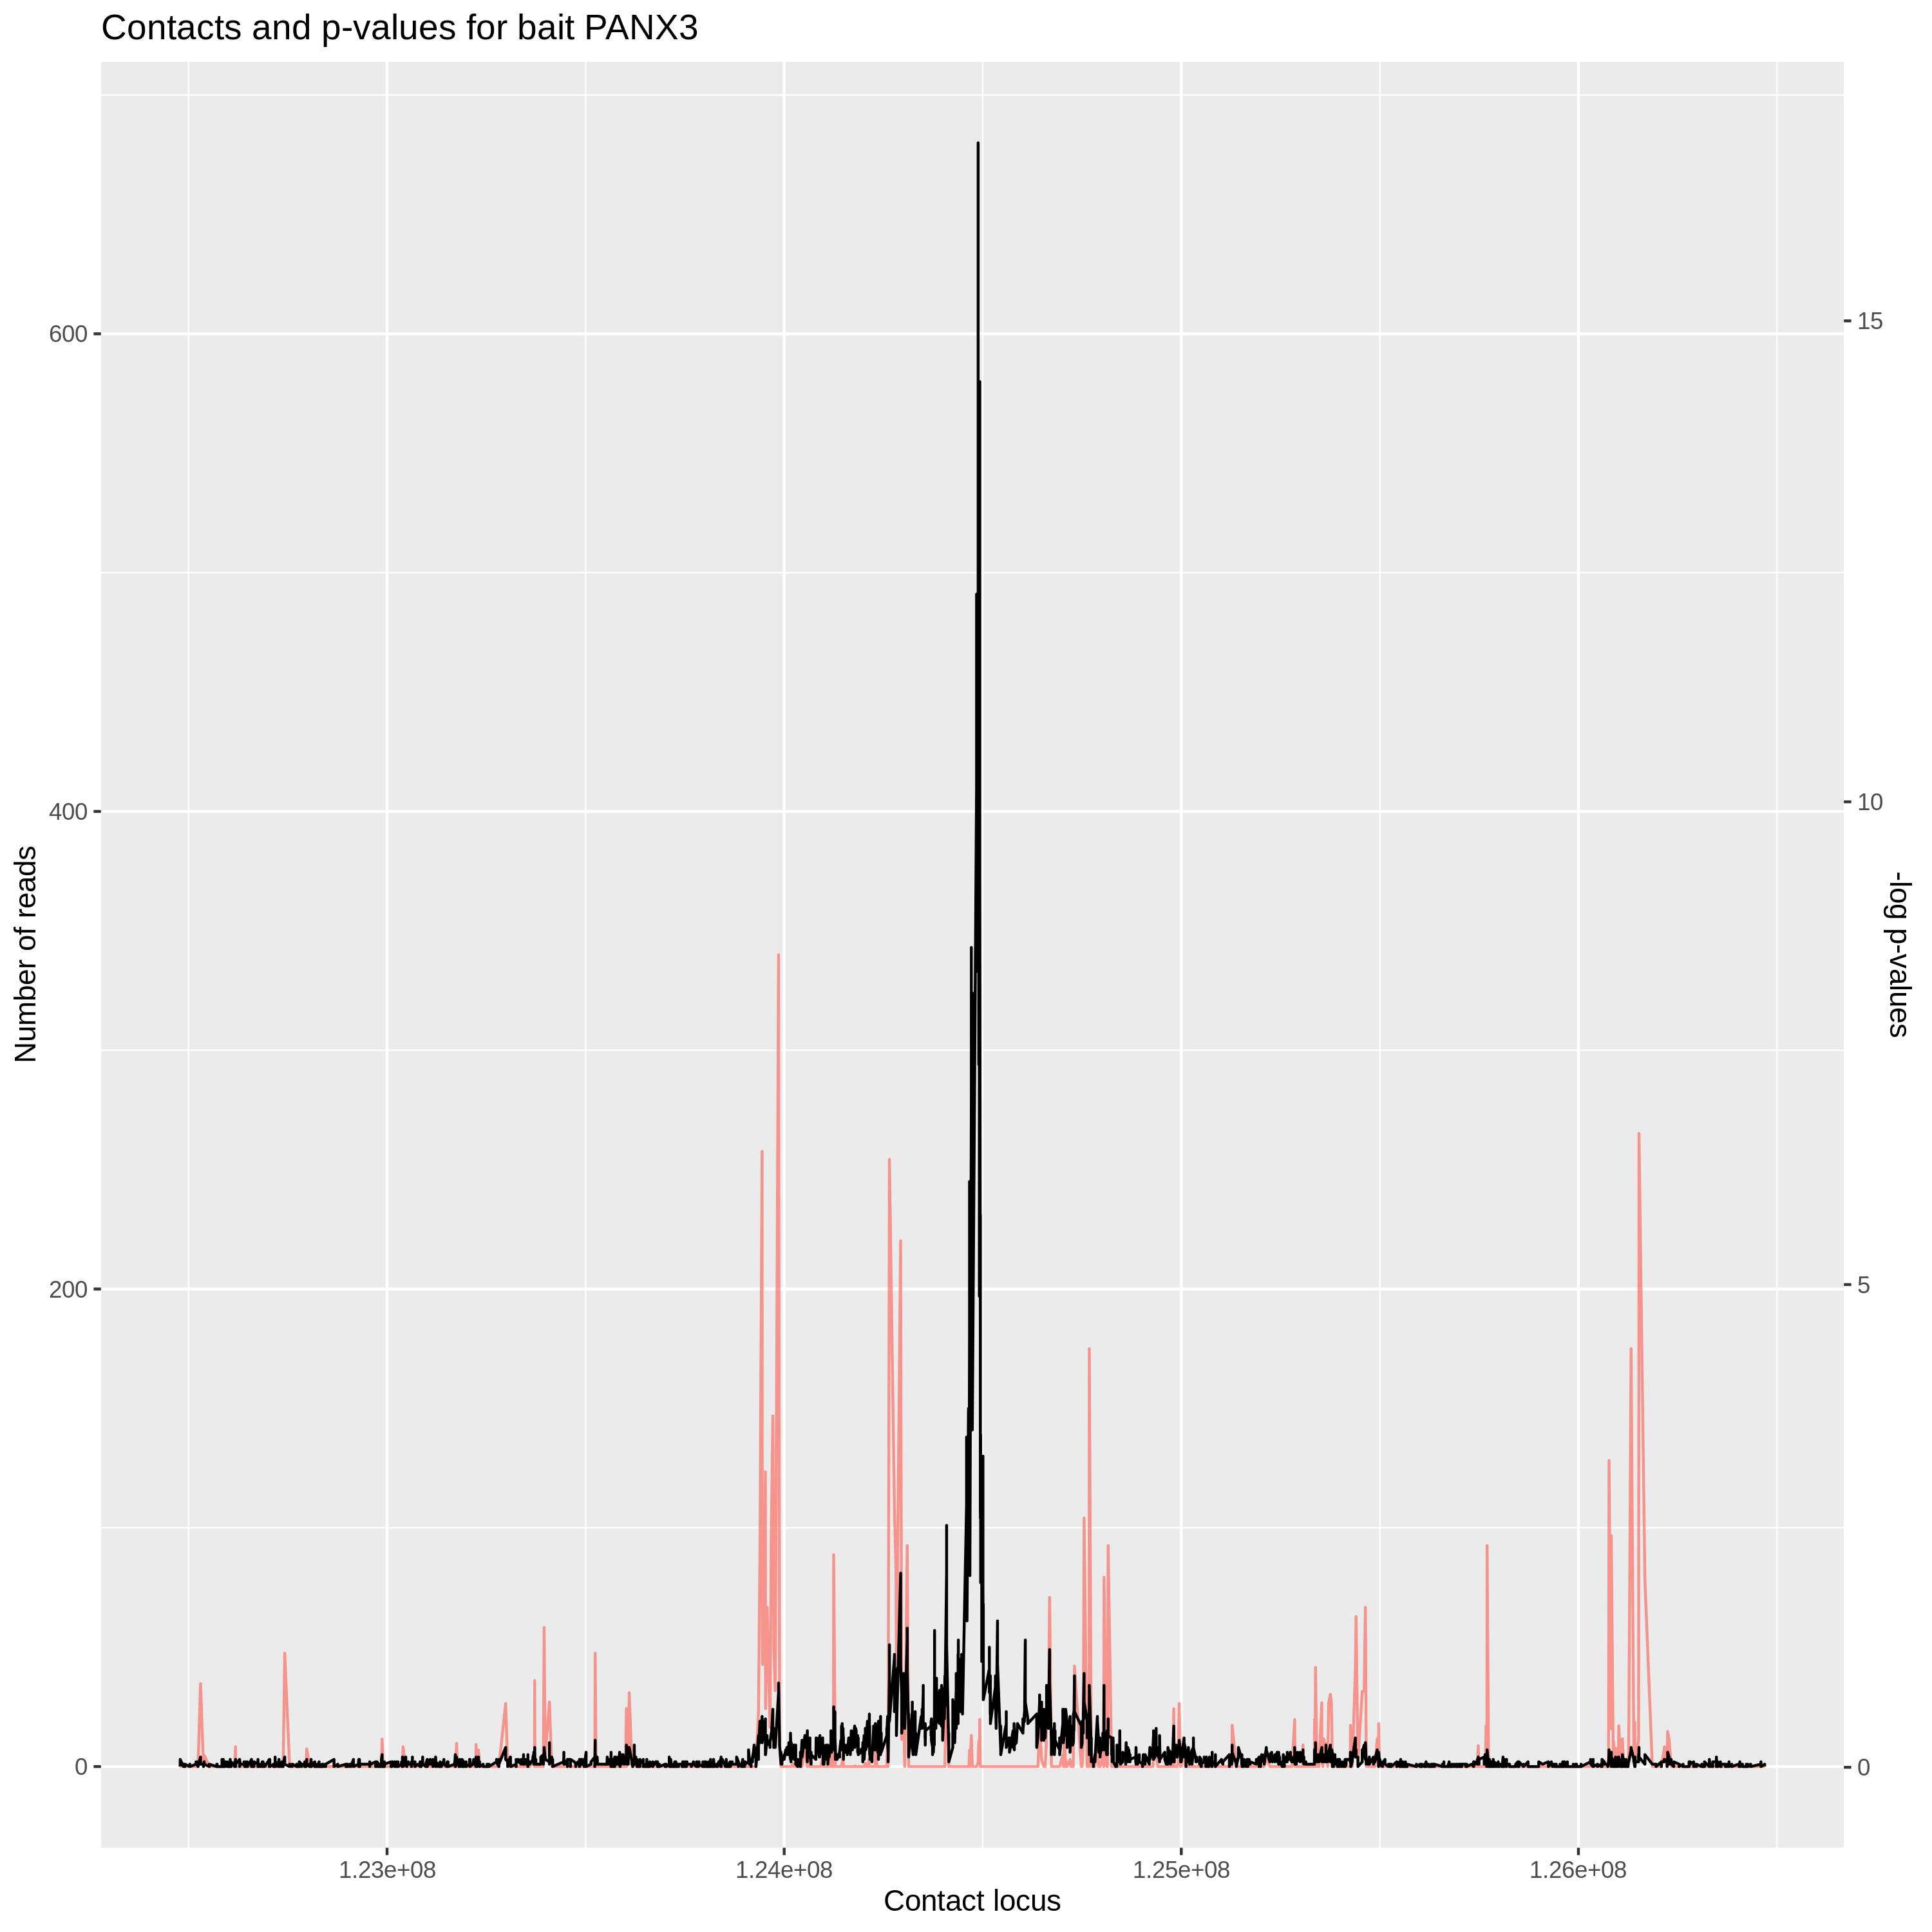 Contacts and p-values for bait PANX3
Number of reads
600
400
200
0
15
10
5
0
-log p-values
1.23e+08
1.24e+08
1.25e+08
1.26e+08
Contact locus